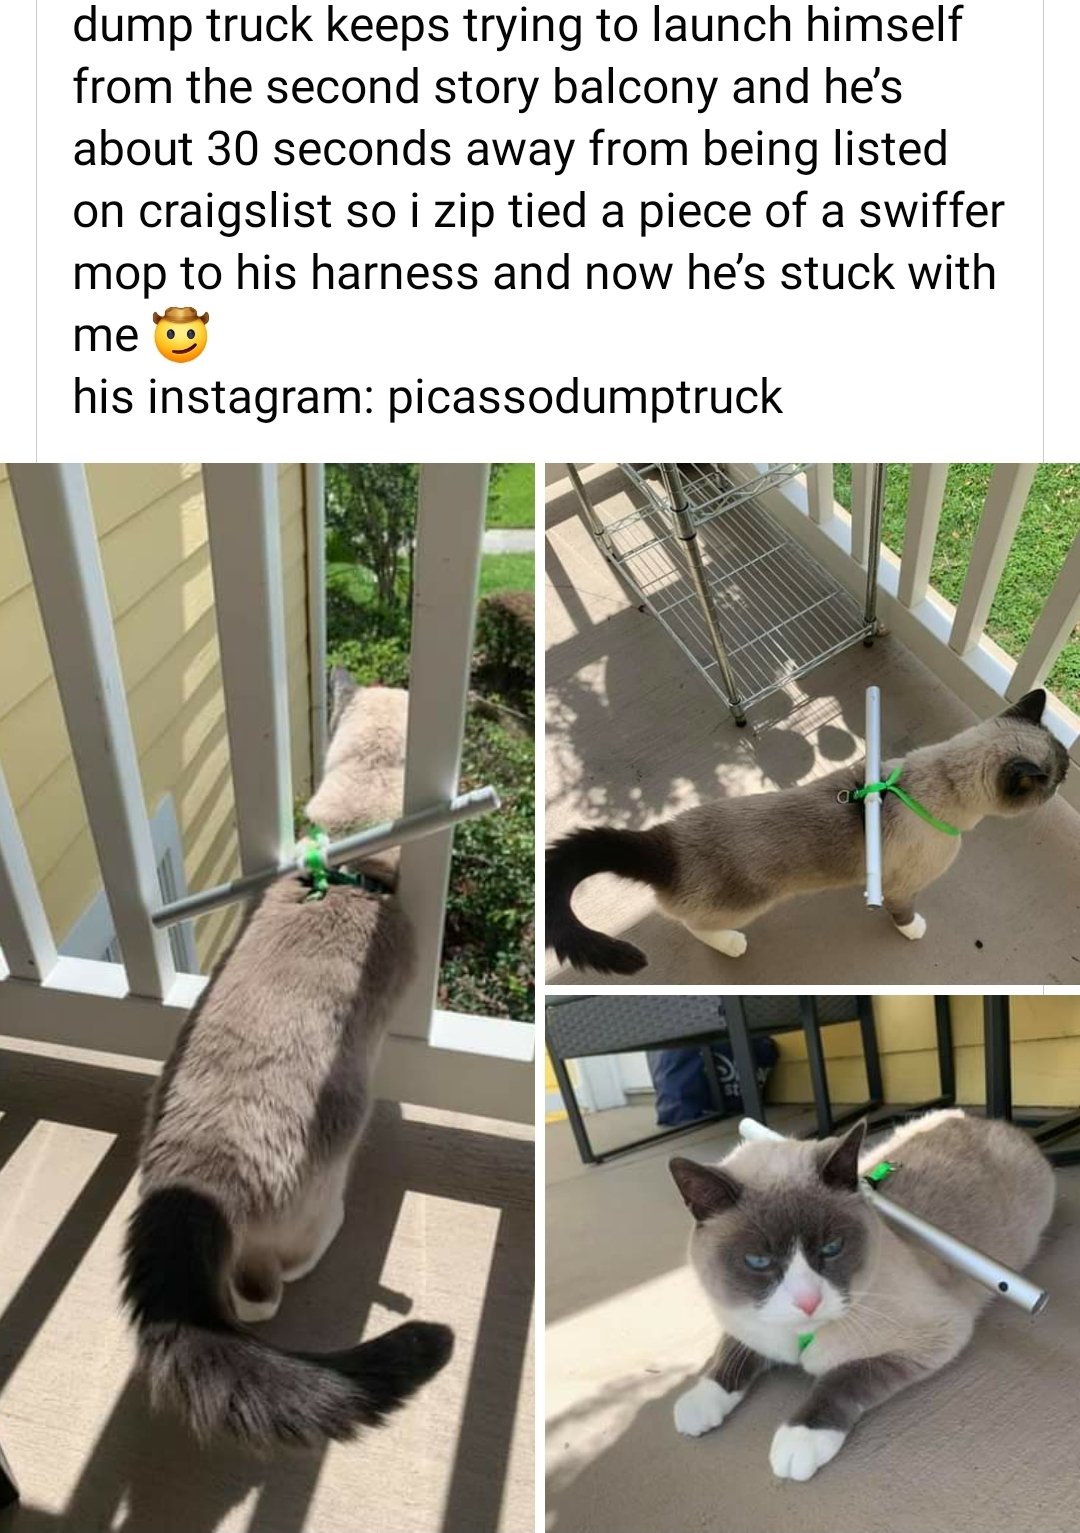 dump truck keeps trying to launch himself
from the second story balcony and he's
about 30 seconds away from being listed
on craigslist so i zip tied a piece of a swiffer
mop to his harness and now he's stuck with
me 🤠
his instagram: picassodumptruck